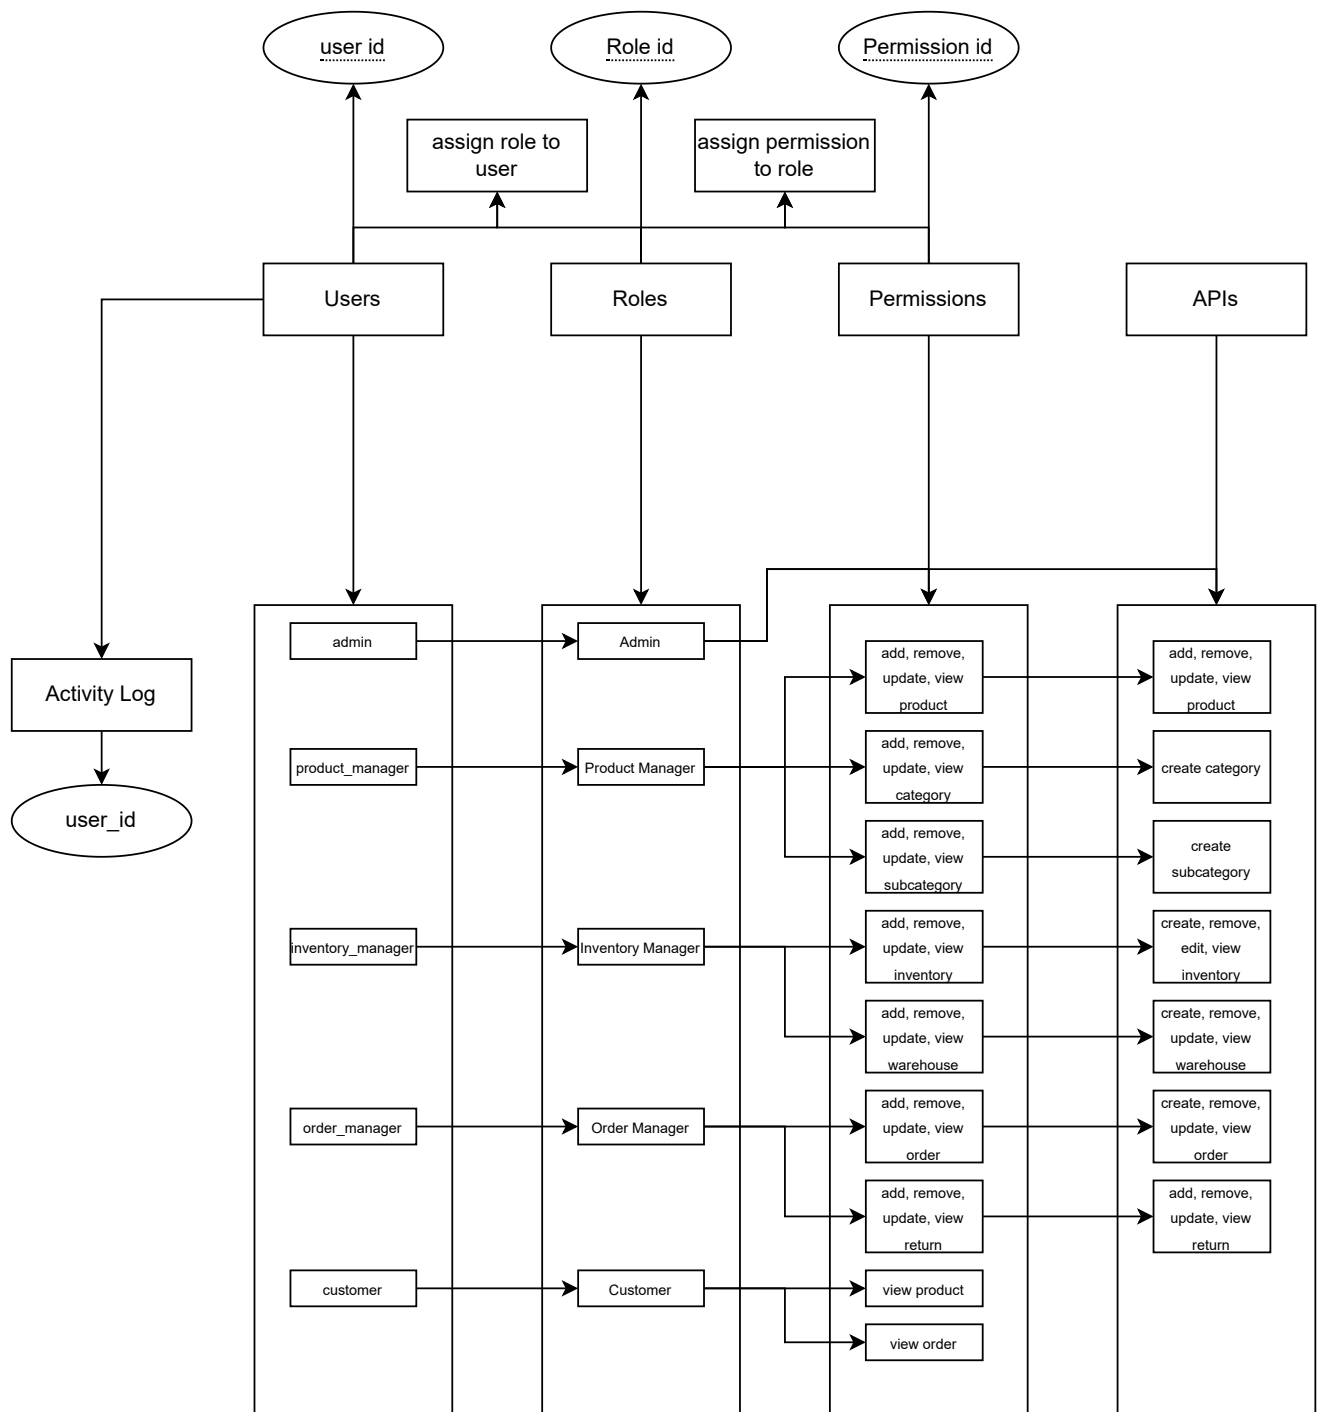 user id
Role id
Permission id
assign role to
user
assign permission
to role
Users
Roles
Permissions
APIs
Activity Log
user_id
admin
Admin
add, remove,
update, view
product
add, remove,
update, view
product
product_manager
Product Manager
add, remove,
update, view
category
create category
add, remove,
update, view
subcategory
create
subcategory
inventory_manager
Inventory Manager
add, remove,
update, view
inventory
create, remove,
edit, view
inventory
add, remove,
update, view
warehouse
create, remove,
update, view
warehouse
order_manager
Order Manager
add, remove,
update, view
order
create, remove,
update, view
order
add, remove,
update, view
return
add, remove,
update, view
return
customer
Customer
view product
view order